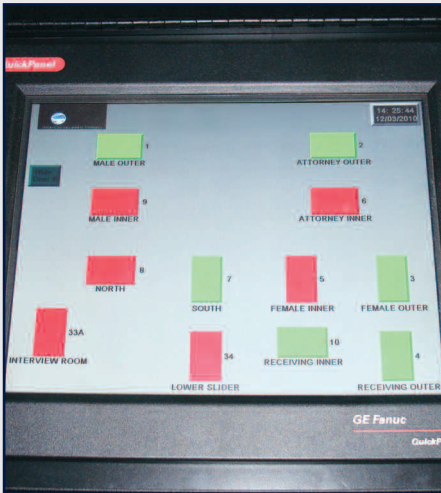 QuickPanel
14:25:44
12/03/2010
1
MALE OUTER
2
ATTORNEY OUTER
9
MALE INNER
6
ATTORNEY INNER
8
NORTH
7
SOUTH
5
FEMALE INNER
3
FEMALE OUTER
33A
INTERVIEW ROOM
34
LOWER SLIDER
10
RECEIVING INNER
4
RECEIVING OUTER
GE Fanuc
QuickP